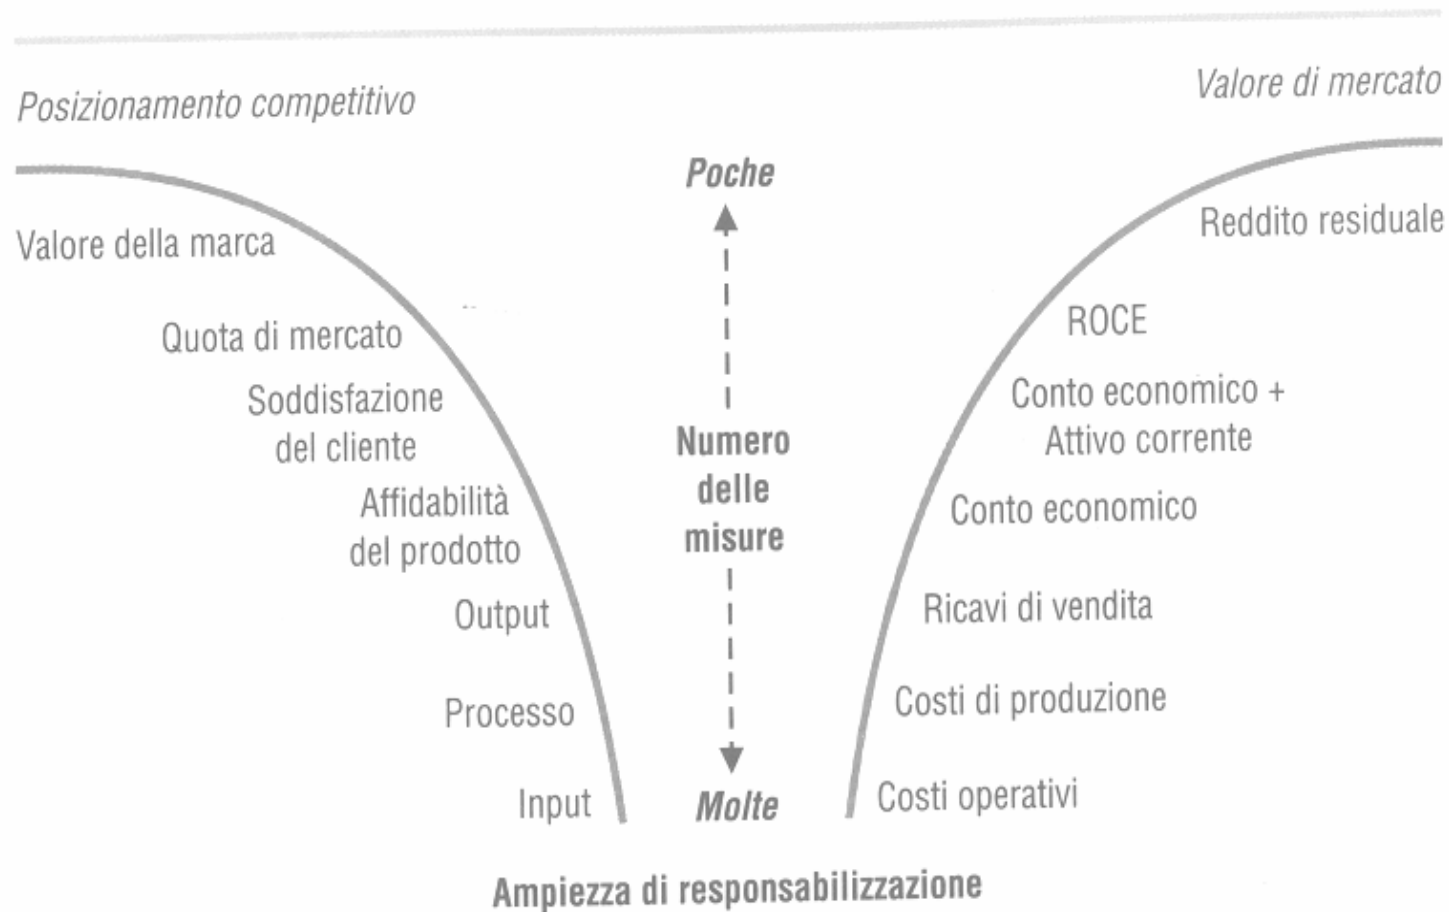 Posizionamento competitivo
Valore di mercato
Poche
Valore della marca
Reddito residuale
Quota di mercato
ROCE
Soddisfazione
del cliente
Conto economico +
Attivo corrente
Numero
delle
misure
Affidabilità
del prodotto
Conto economico
Output
Ricavi di vendita
Processo
Costi di produzione
Input
Molte
Costi operativi
Ampiezza di responsabilizzazione